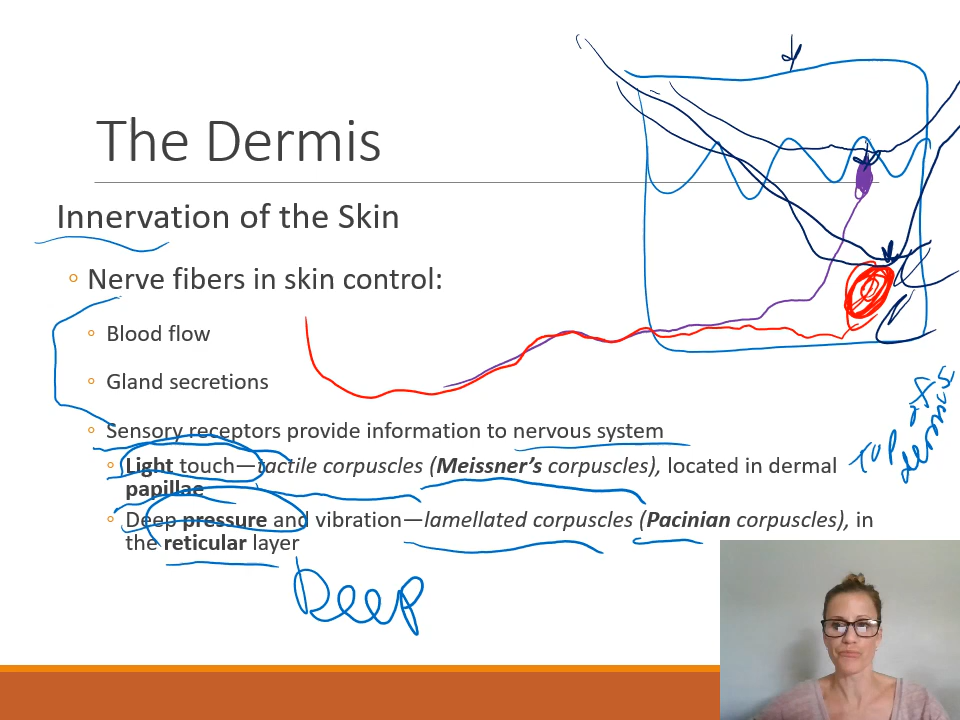 The Dermis
Innervation of the Skin
Nerve fibers in skin control:
Blood flow
Gland secretions
Sensory receptors provide information to nervous system
Light touch—tactile corpuscles (Meissner's corpuscles), located in dermal
papillae
Deep pressure and vibration—lamellated corpuscles (Pacinian corpuscles), in
the reticular layer
Top of
dermis
Deep